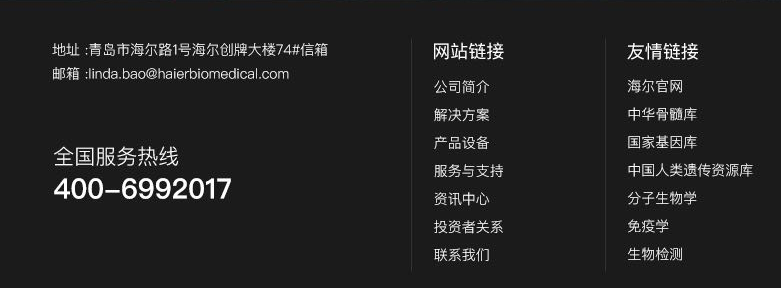 地址 :青岛市海尔路1号海尔创牌大楼74#信箱
邮箱 :linda.bao@haierbiomedical.com
全国服务热线
400-6992017
网站链接
公司简介
解决方案
产品设备
服务与支持
资讯中心
投资者关系
联系我们
友情链接
海尔官网
中华骨髓库
国家基因库
中国人类遗传资源库
分子生物学
免疫学
生物检测